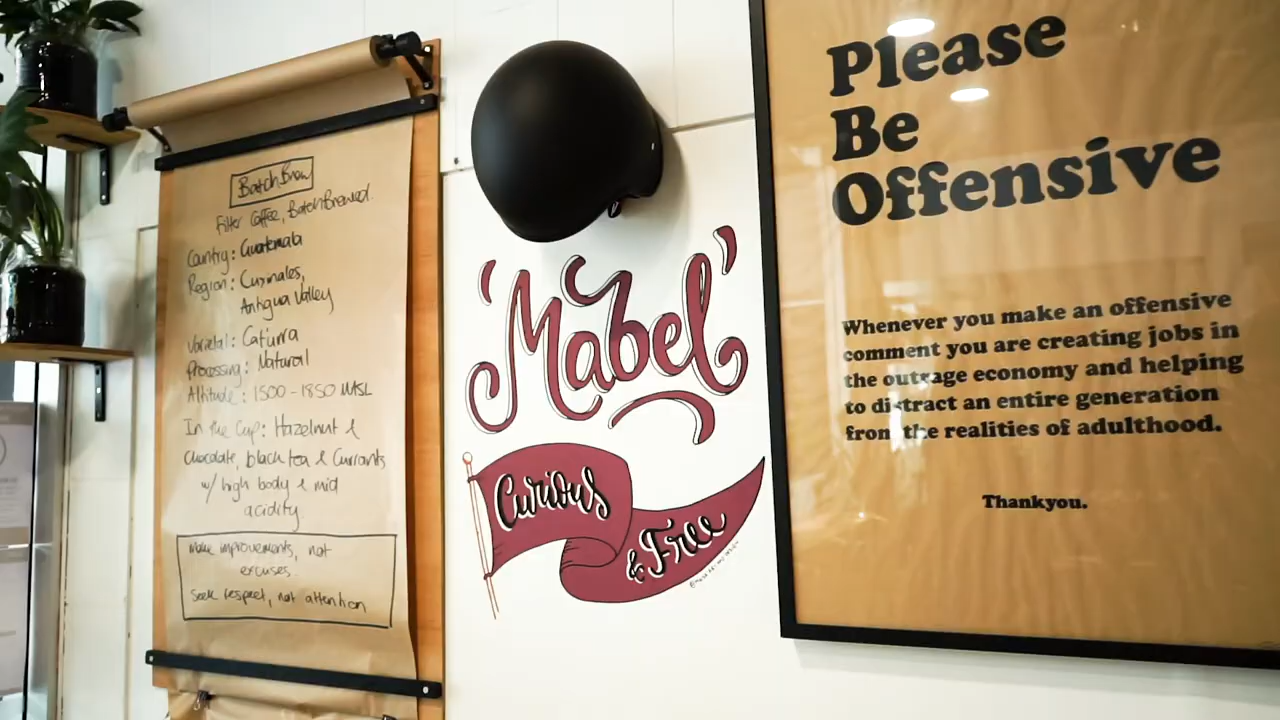 Batch Brew
Filter Coffee, Batch Brewed.
Country: Guatemala
Region: Cusinales,
Antigua Valley
Varietal: Caturra
Processing: Natural
Altitude: 1500 - 1850 MASL
In the Cup: Hazelnut &
Chocolate, black tea & Currants
w/ high body & mid
acidity
Make improvements, not
excuses.
Seek respect, not attention
'Mabel'
Curious
& Free
Please
Be
Offensive
Whenever you make an offensive
comment you are creating jobs in
the outrage economy and helping
to distract an entire generation
from the realities of adulthood.
Thankyou.